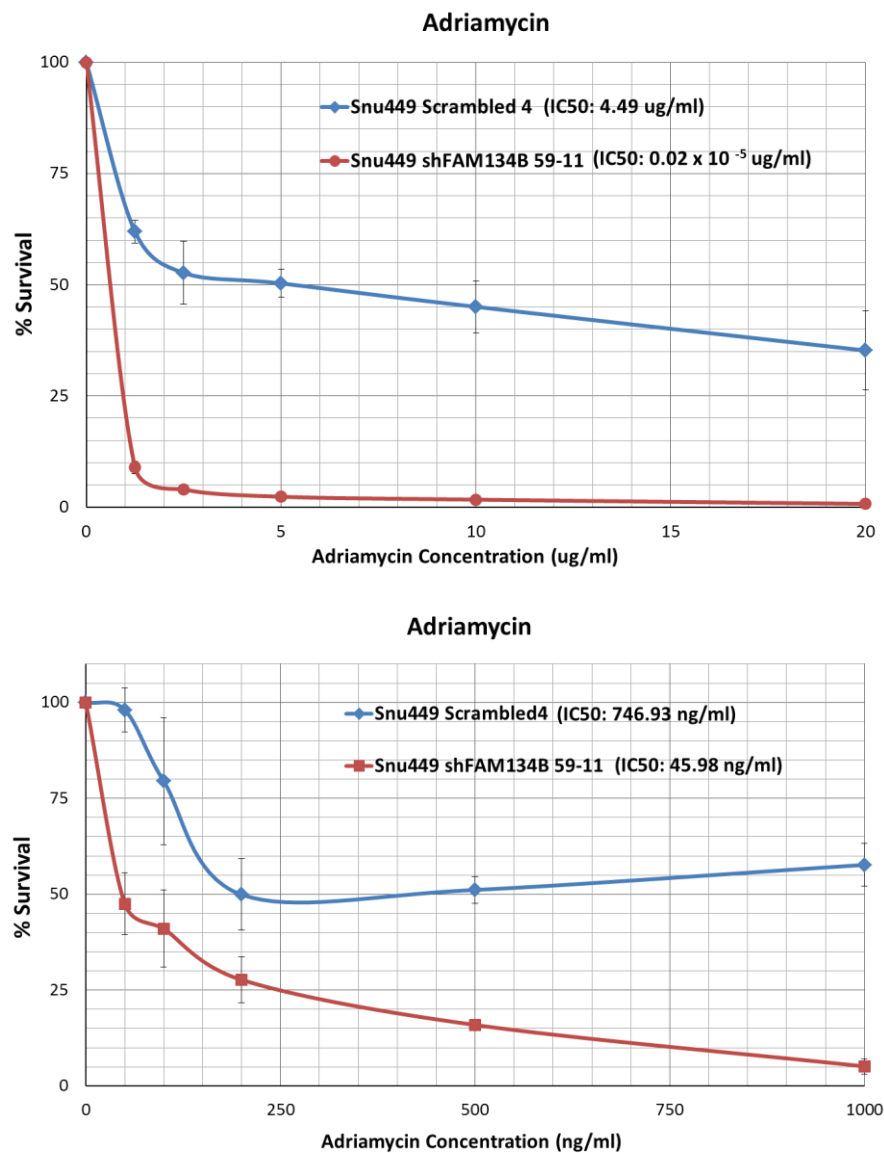 Adriamycin
100
75
50
25
0
% Survival
Snu449 Scrambled 4 (IC50: 4.49 ug/ml)
Snu449 shFAM134B 59-11 (IC50: 0.02 x 10 -5 ug/ml)
0 5 10 15 20
Adriamycin Concentration (ug/ml)
Adriamycin
100
75
50
25
0
% Survival
Snu449 Scrambled4 (IC50: 746.93 ng/ml)
Snu449 shFAM134B 59-11 (IC50: 45.98 ng/ml)
0 250 500 750 1000
Adriamycin Concentration (ng/ml)